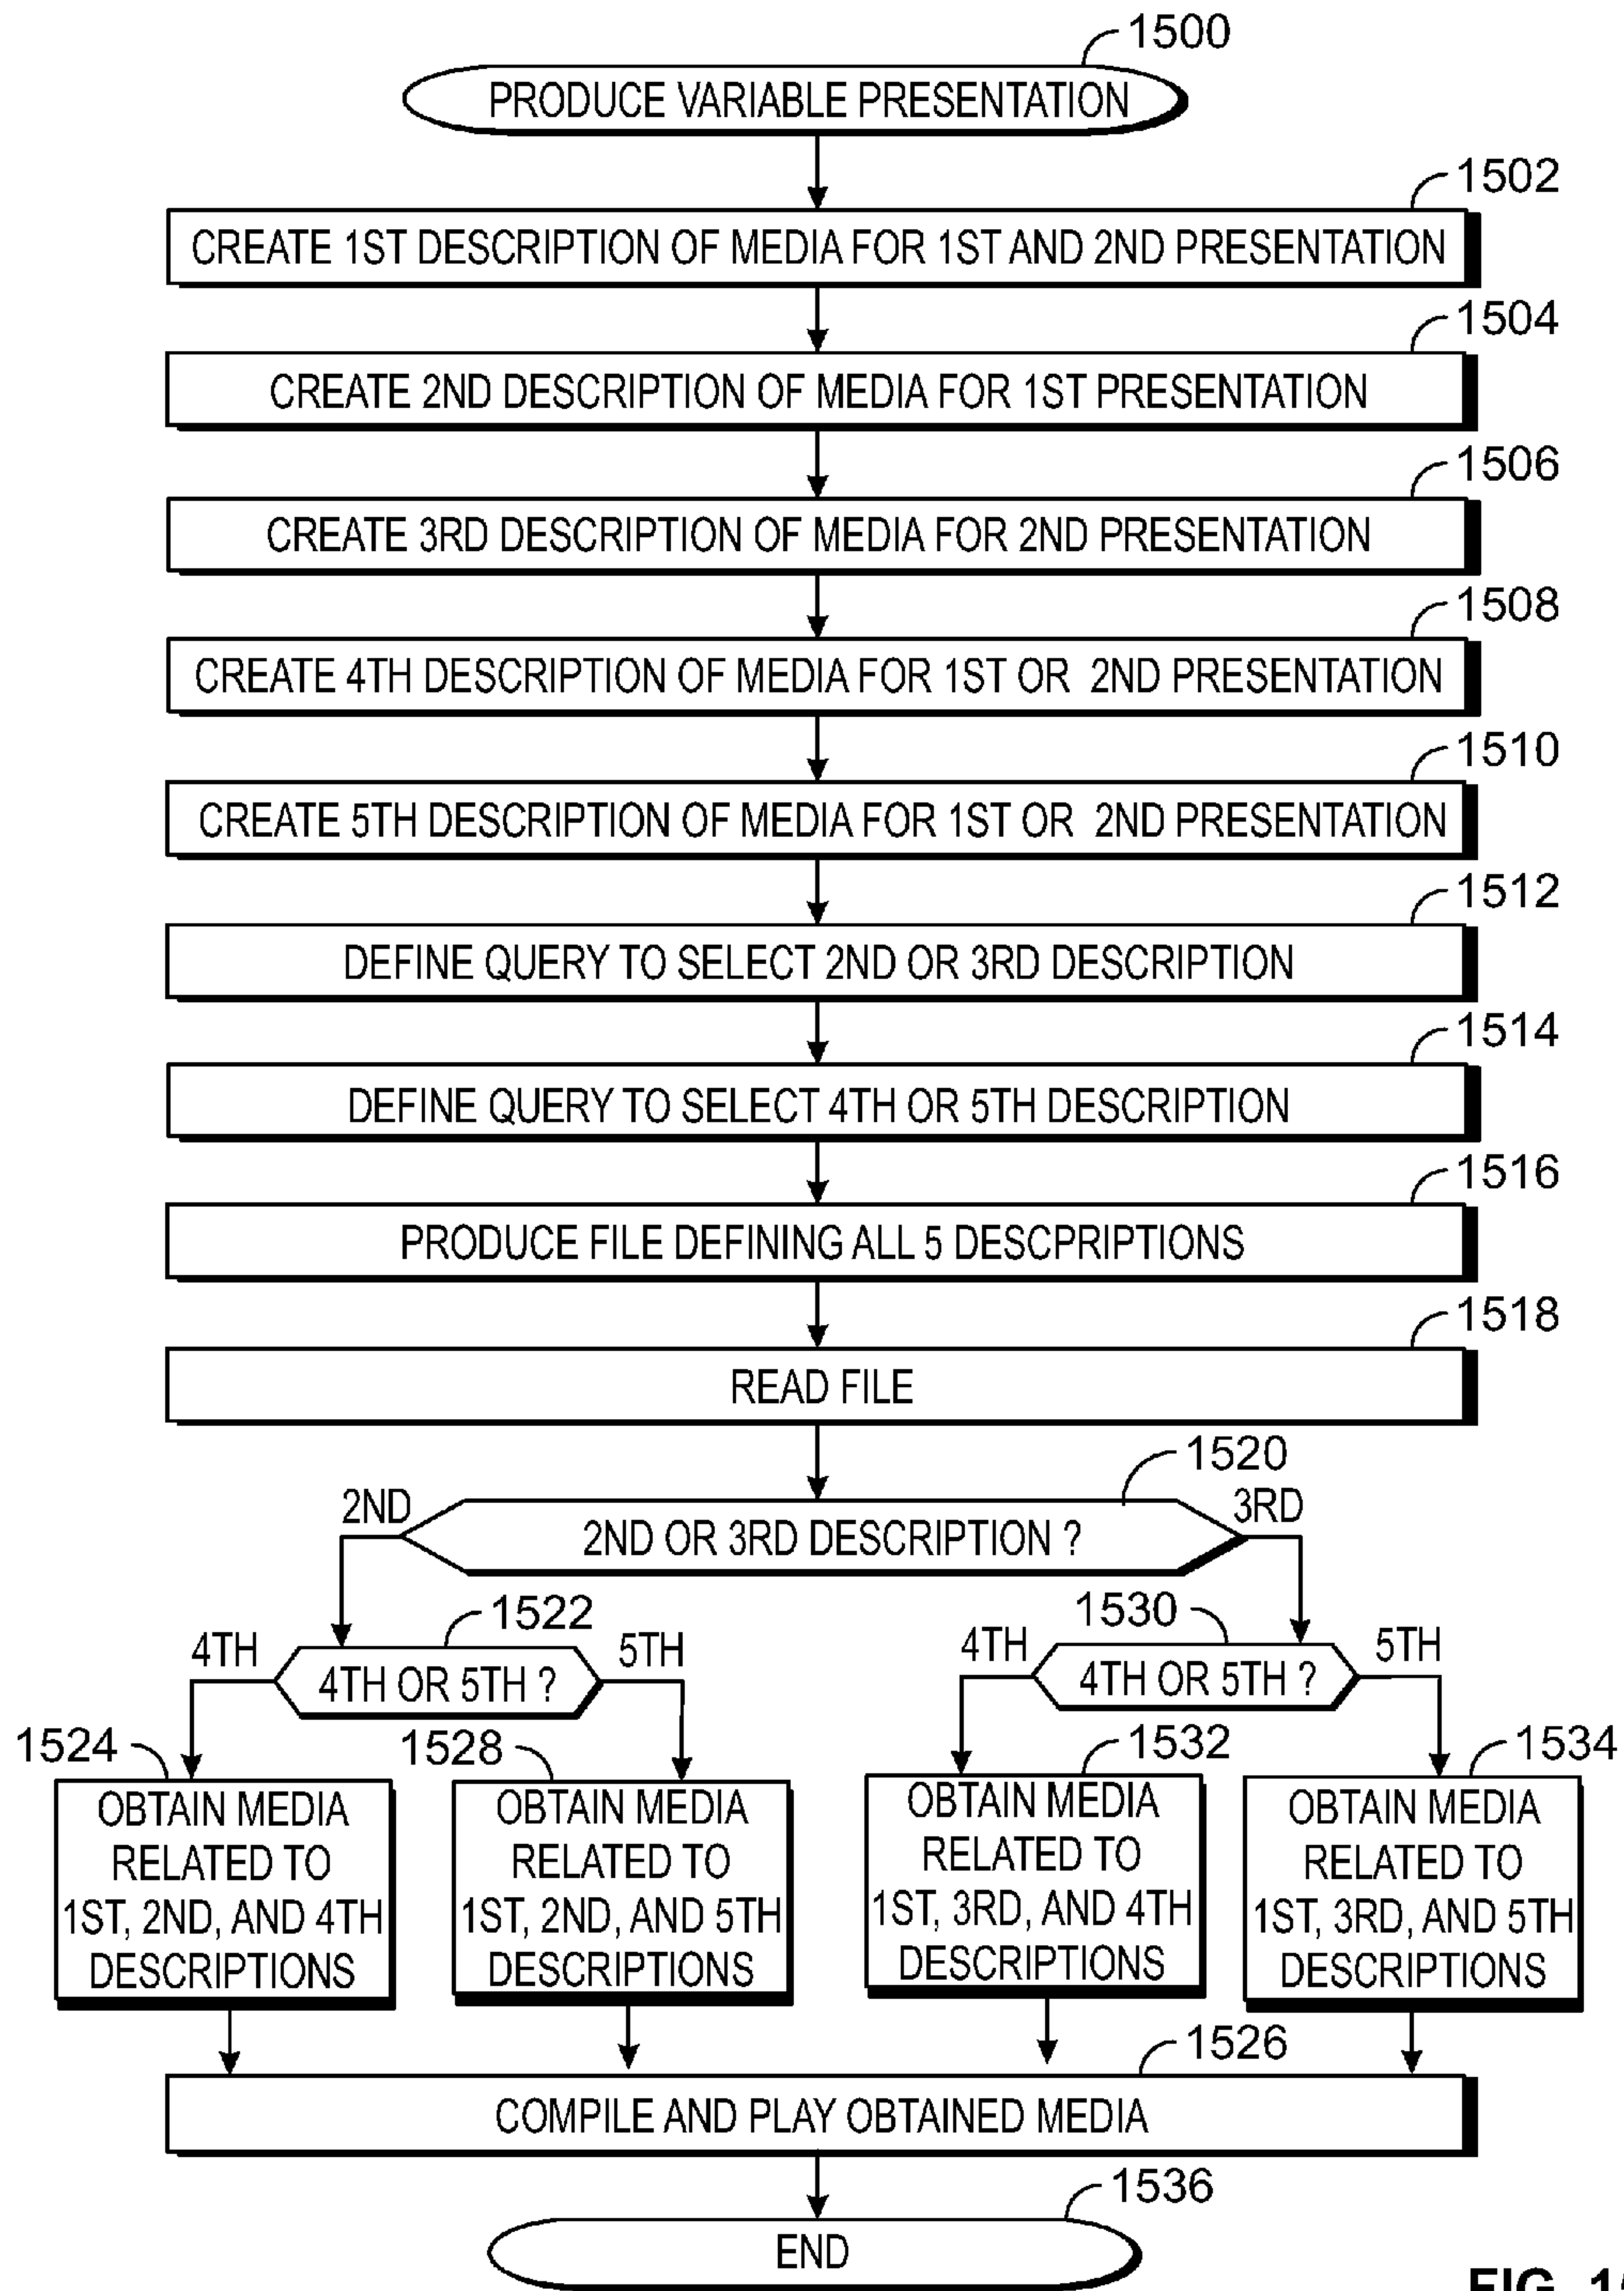 1500
PRODUCE VARIABLE PRESENTATION
1502
CREATE 1ST DESCRIPTION OF MEDIA FOR 1ST AND 2ND PRESENTATION
1504
CREATE 2ND DESCRIPTION OF MEDIA FOR 1ST PRESENTATION
1506
CREATE 3RD DESCRIPTION OF MEDIA FOR 2ND PRESENTATION
1508
CREATE 4TH DESCRIPTION OF MEDIA FOR 1ST OR 2ND PRESENTATION
1510
CREATE 5TH DESCRIPTION OF MEDIA FOR 1ST OR 2ND PRESENTATION
1512
DEFINE QUERY TO SELECT 2ND OR 3RD DESCRIPTION
1514
DEFINE QUERY TO SELECT 4TH OR 5TH DESCRIPTION
1516
PRODUCE FILE DEFINING ALL 5 DESCPRIPTIONS
1518
READ FILE
1520
2ND
3RD
2ND OR 3RD DESCRIPTION ?
1522
4TH
5TH
4TH OR 5TH ?
1530
4TH
5TH
4TH OR 5TH ?
1524
OBTAIN MEDIA
RELATED TO
1ST, 2ND, AND 4TH
DESCRIPTIONS
1528
OBTAIN MEDIA
RELATED TO
1ST, 2ND, AND 5TH
DESCRIPTIONS
1532
OBTAIN MEDIA
RELATED TO
1ST, 3RD, AND 4TH
DESCRIPTIONS
1534
OBTAIN MEDIA
RELATED TO
1ST, 3RD, AND 5TH
DESCRIPTIONS
1526
COMPILE AND PLAY OBTAINED MEDIA
1536
END
FIG.